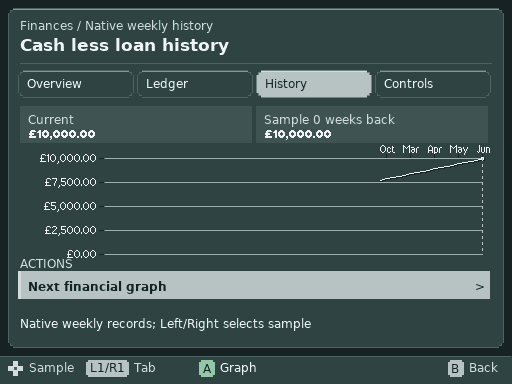 Finances / Native weekly history
Cash less loan history
Overview Ledger History Controls
Current Sample 0 weeks back
£10,000.00 £10,000.00
Oct Mar Apr May Jun
£10,000.00
£7,500.00
£5,000.00
£2,500.00
£0.00
ACTIONS
Next financial graph >
Native weekly records; Left/Right selects sample
Sample L1/R1 Tab A Graph B Back